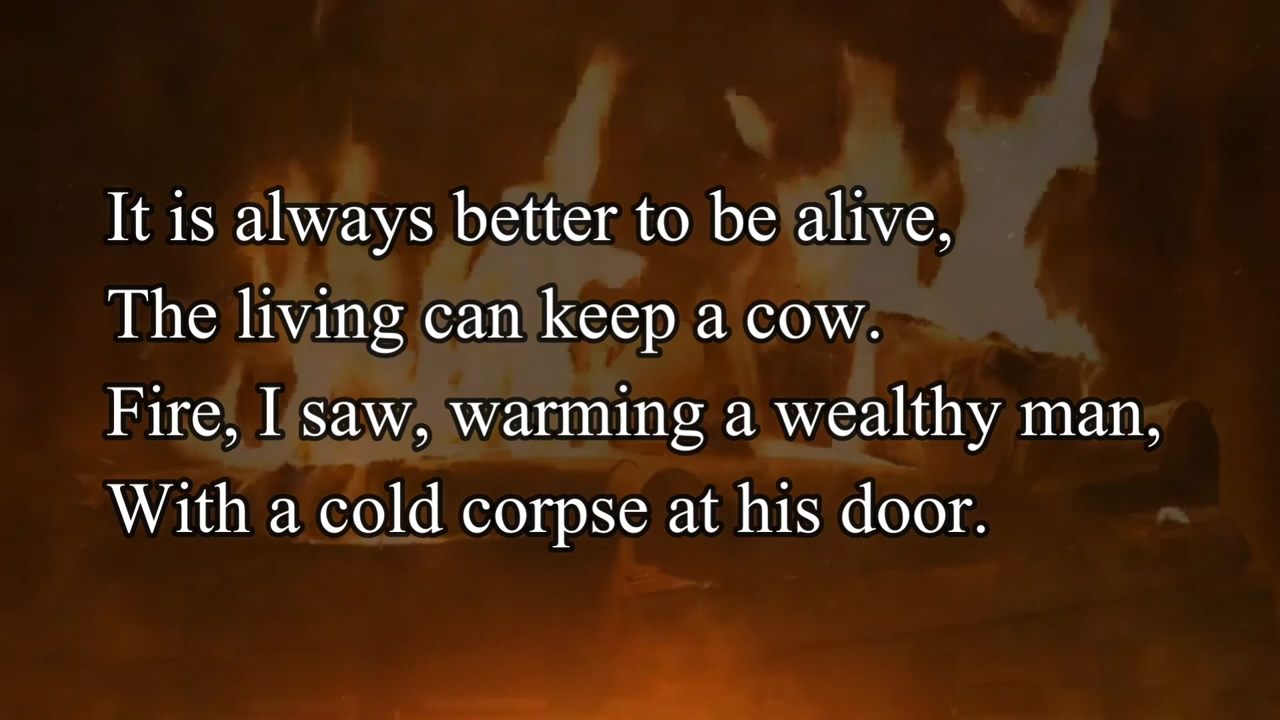 It is always better to be alive,
The living can keep a cow.
Fire, I saw, warming a wealthy man,
With a cold corpse at his door.